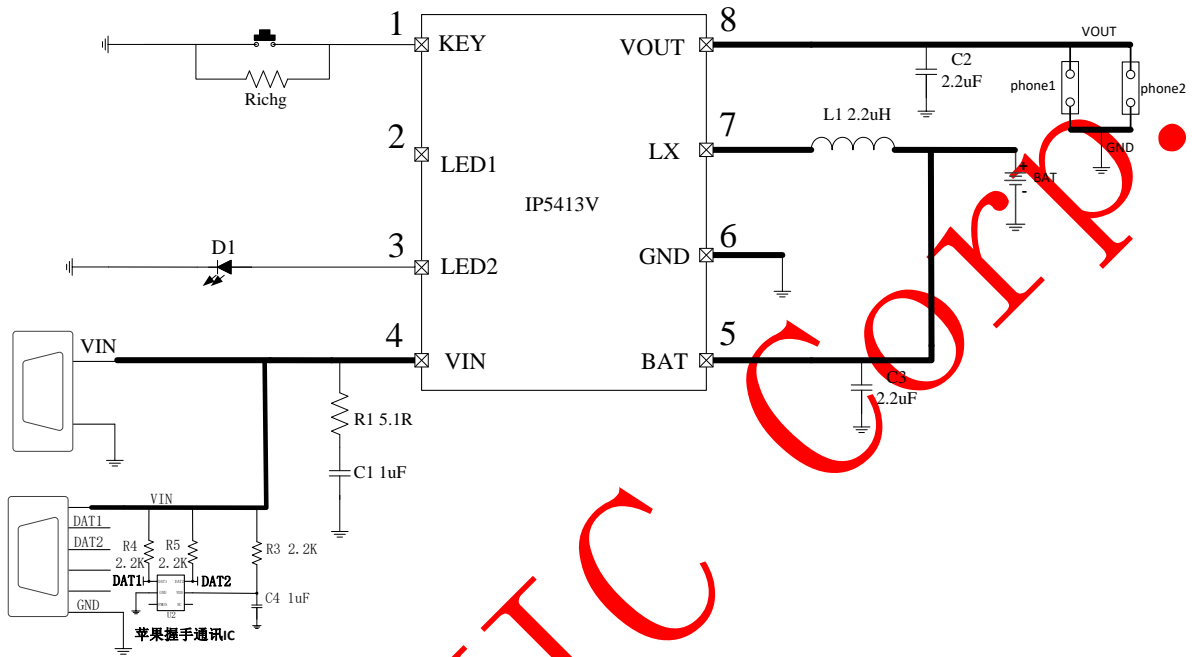 1
KEY
Richg
2
LED1
D1
3
LED2
VIN
4
VIN
R1 5.1R
C1 1uF
IP5413V
8
VOUT
VOUT
C2
2.2uF
phone1
phone2
GND
7
LX
L1 2.2uH
+
BAT
-
6
GND
5
BAT
C3
2.2uF
VIN
DAT1
DAT2
GND
R4
2.2K
R5
2.2K
R3 2.2K
DAT1
DAT2
U2
C4 1uF
苹果握手通讯IC
IC Corp.